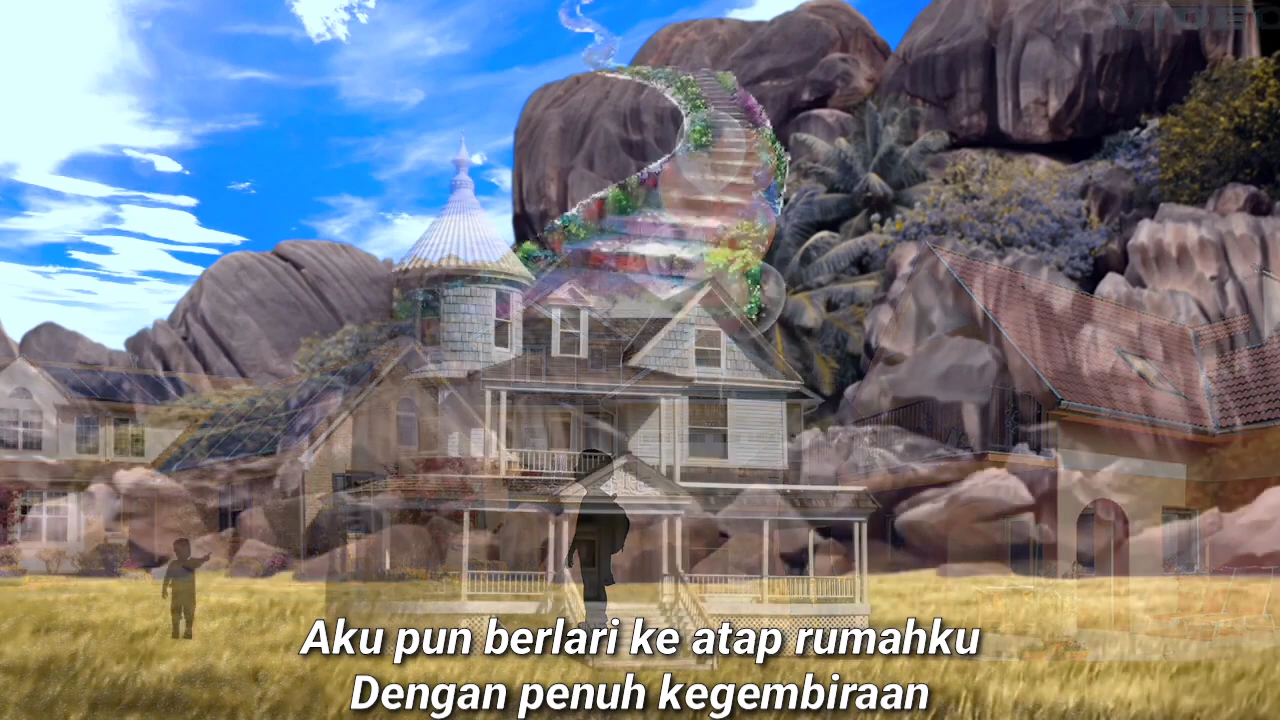 Aku pun berlari ke atap rumahku
Dengan penuh kegembiraan